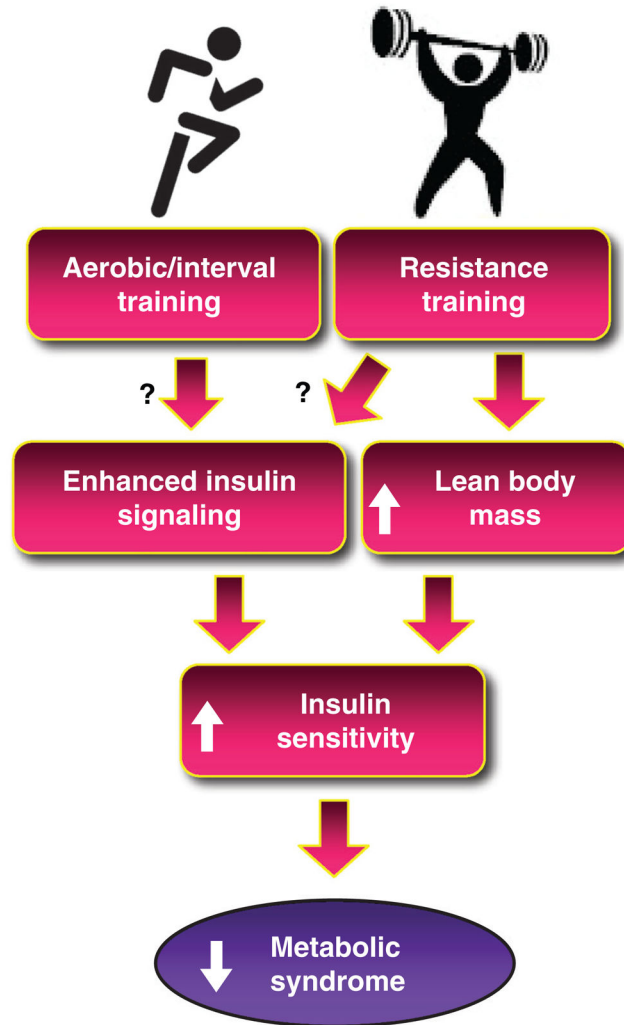 Aerobic/interval
training
Resistance
training
?
?
Enhanced insulin
signaling
Lean body
mass
Insulin
sensitivity
Metabolic
syndrome